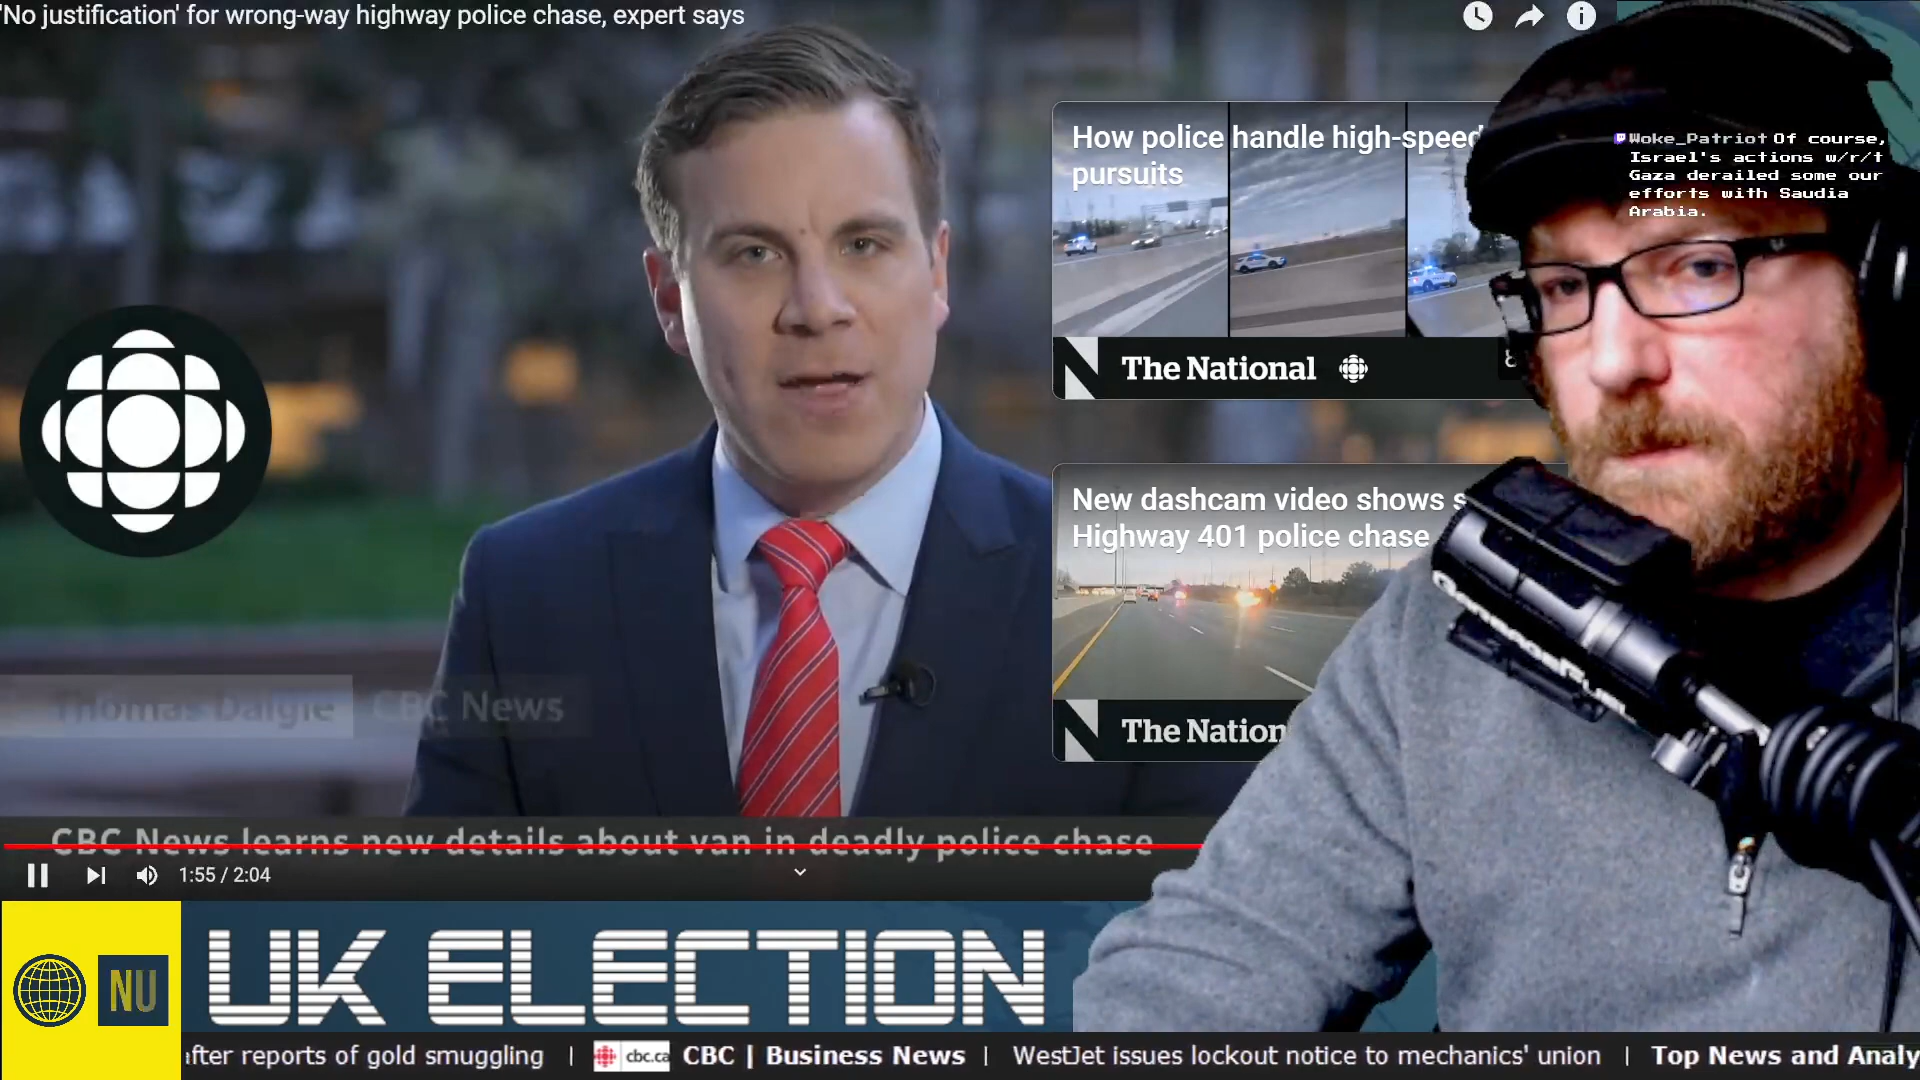 'No justification' for wrong-way highway police chase, expert says
How police handle high-speed
pursuits
The National
Woke_Patriot Of course,
Israel's actions w/r/t
Gaza derailed some our
efforts with Saudia
Arabia.
New dashcam video shows s
Highway 401 police chase
The Nation
Thomas Daigle CBC News
CBC News learns new details about van in deadly police chase
1:55 / 2:04
NU
UK ELECTION
after reports of gold smuggling | cbc.ca CBC | Business News | WestJet issues lockout notice to mechanics' union | Top News and Analy